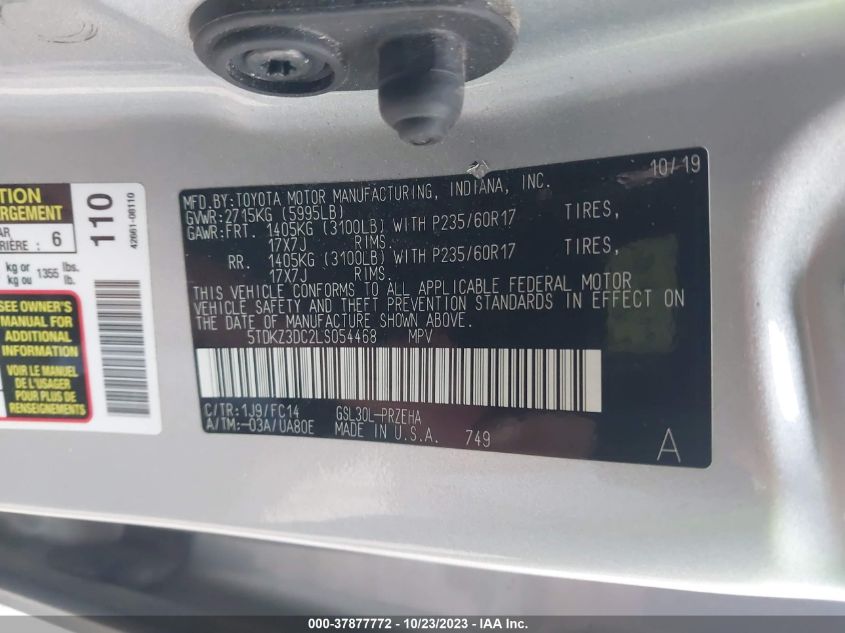 TION
ERGEMENT
AR
RIÈRE : 6
kg or 1355 lbs.
kg ou lb.
SEE OWNER'S
MANUAL FOR
ADDITIONAL
INFORMATION
VOIR LE MANUEL
DE L'USAGER
POUR PLUS DE
RENSEIGNEMENTS
110
42661-08110
10/19
MFD.BY:TOYOTA MOTOR MANUFACTURING, INDIANA, INC.
GVWR:2715KG (5995LB)
GAWR:FRT. 1405KG (3100LB) WITH P235/60R17 TIRES,
17X7J RIMS.
RR. 1405KG (3100LB) WITH P235/60R17 TIRES,
17X7J RIMS.
THIS VEHICLE CONFORMS TO ALL APPLICABLE FEDERAL MOTOR
VEHICLE SAFETY AND THEFT PREVENTION STANDARDS IN EFFECT ON
THE DATE OF MANUFACTURE SHOWN ABOVE.
5TDKZ3DC2LS054468 MPV
C/TR:1J9/FC14 GSL30L-PRZEHA
A/TM:-03A/UA80E MADE IN U.S.A. 749
A
000-37877772 - 10/23/2023 - IAA Inc.